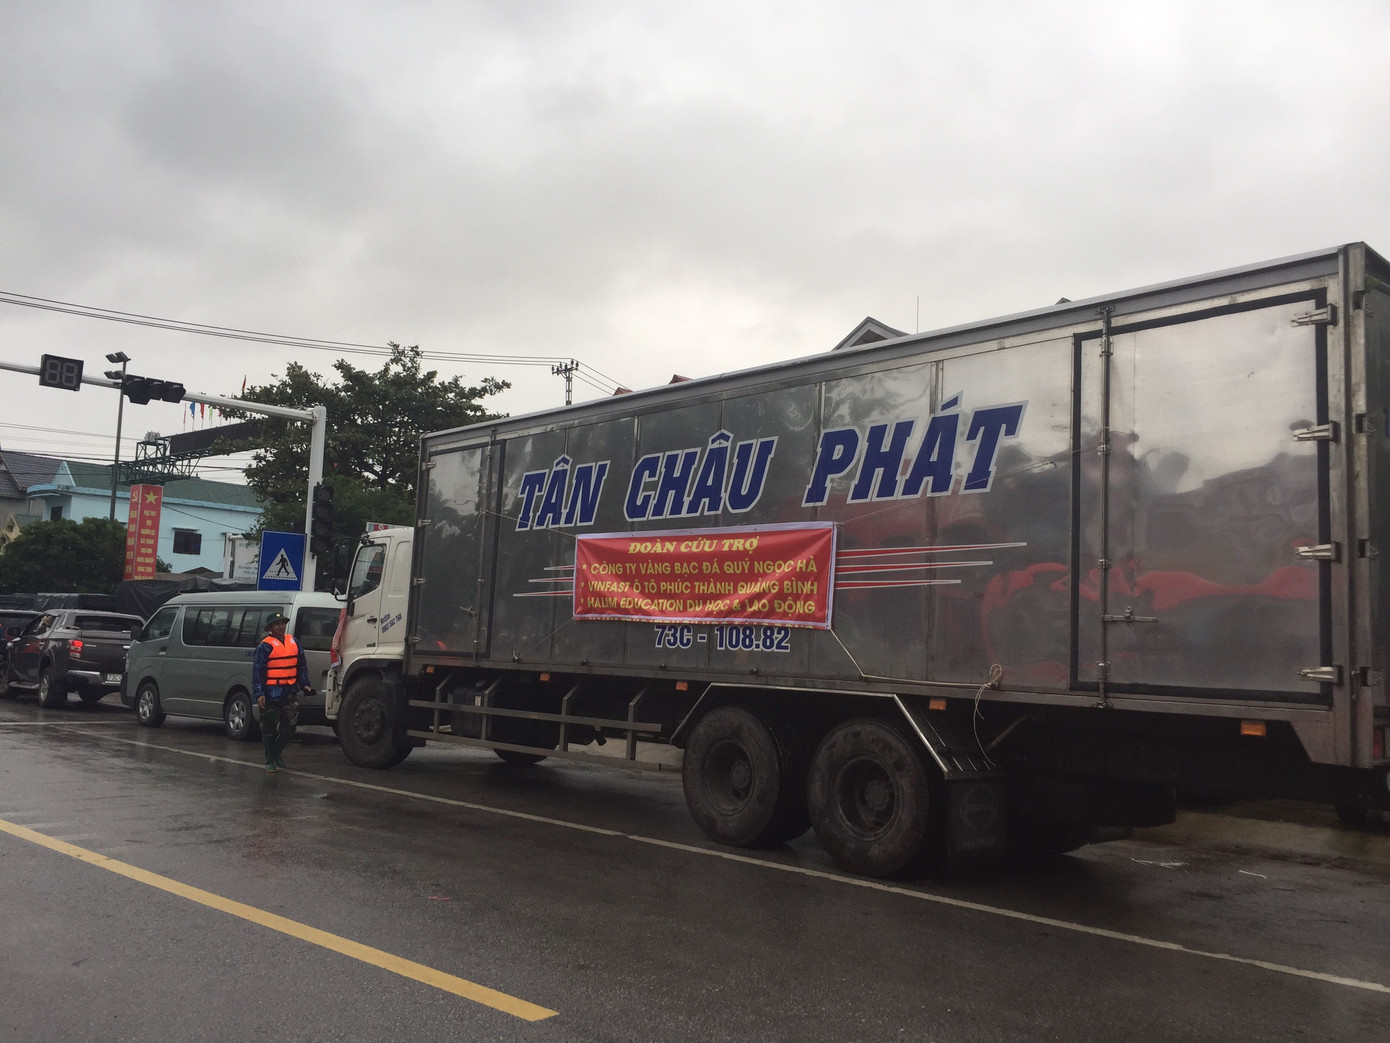 TÂN CHÂU PHÁT
ĐOÀN CỨU TRỢ
* CÔNG TY VÀNG BẠC ĐÁ QUÝ NGỌC HÀ
* VINFAST Ô TÔ PHÚC THÀNH QUẢNG BÌNH
* HALIM EDUCATION DU HỌC & LAO ĐỘNG
73C - 108.82